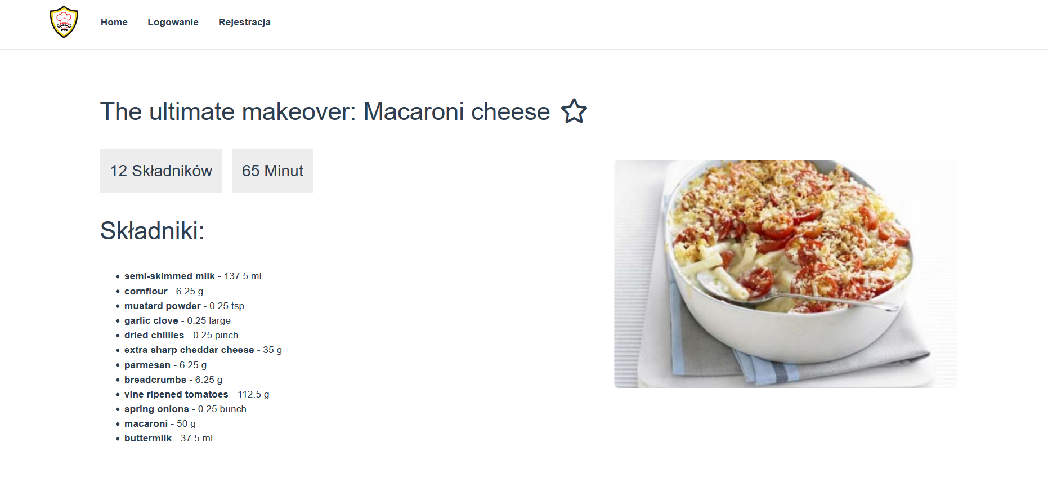 Home Logowanie Rejestracja
The ultimate makeover: Macaroni cheese
12 Składników 65 Minut
Składniki:
semi-skimmed milk - 137.5 ml
cornflour - 6.25 g
mustard powder - 0.25 tsp
garlic clove - 0.25 large
dried chillies - 0.25 pinch
extra sharp cheddar cheese - 35 g
parmesan - 6.25 g
breadcrumbs - 6.25 g
vine ripened tomatoes - 112.5 g
spring onions - 0.25 bunch
macaroni - 50 g
buttermilk - 37.5 ml